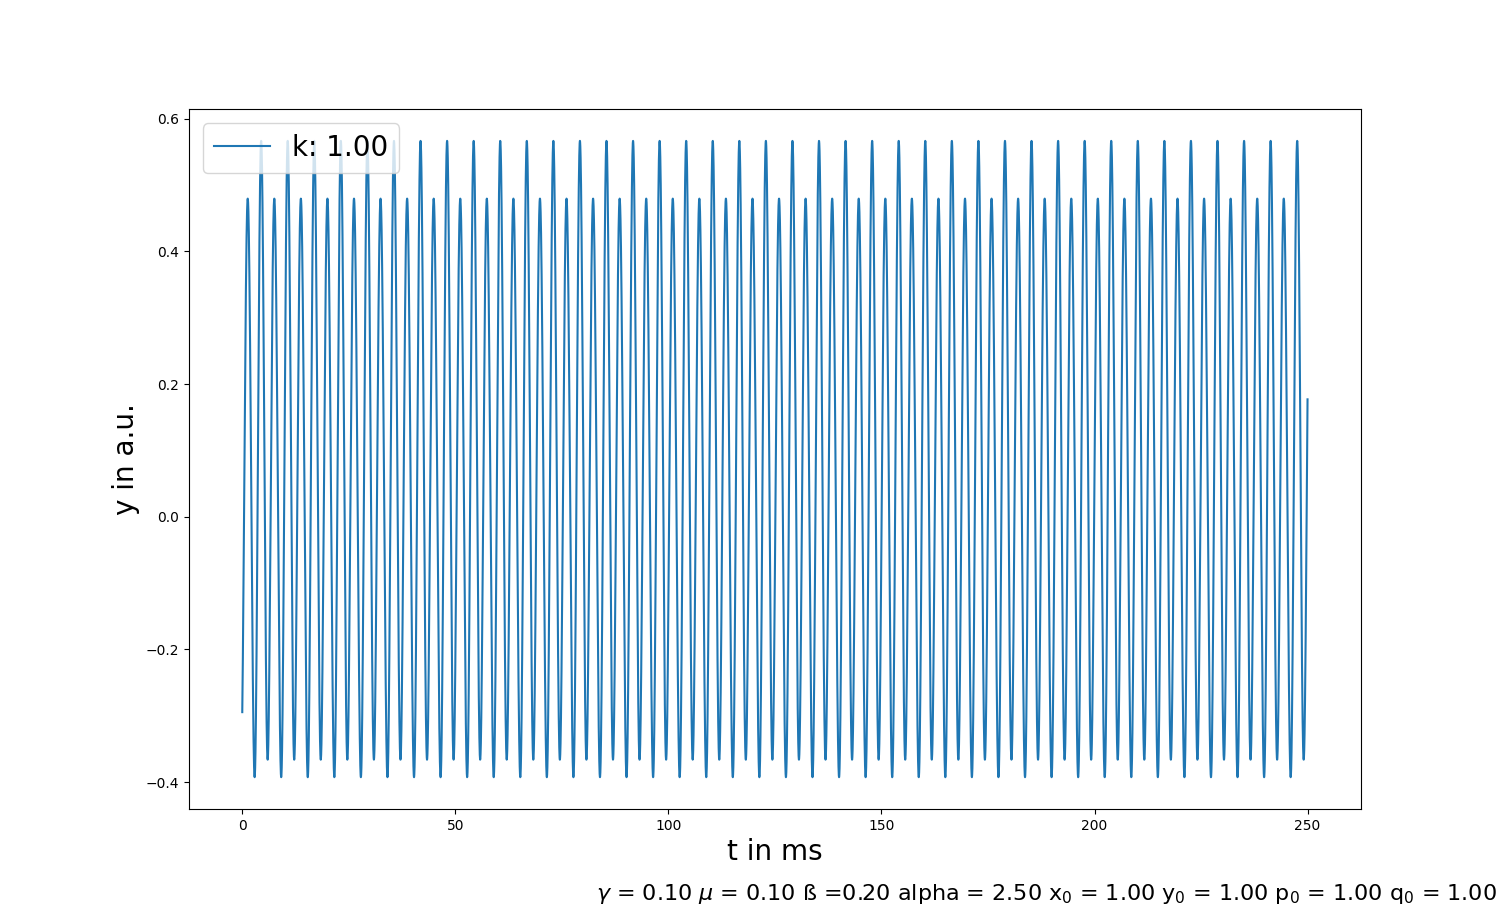 k: 1.00
0.6
0.4
0.2
0.0
−0.2
−0.4
y in a.u.
0 50 100 150 200 250
t in ms
γ = 0.10 μ = 0.10 ß =0.20 alpha = 2.50 x₀ = 1.00 y₀ = 1.00 p₀ = 1.00 q₀ = 1.00